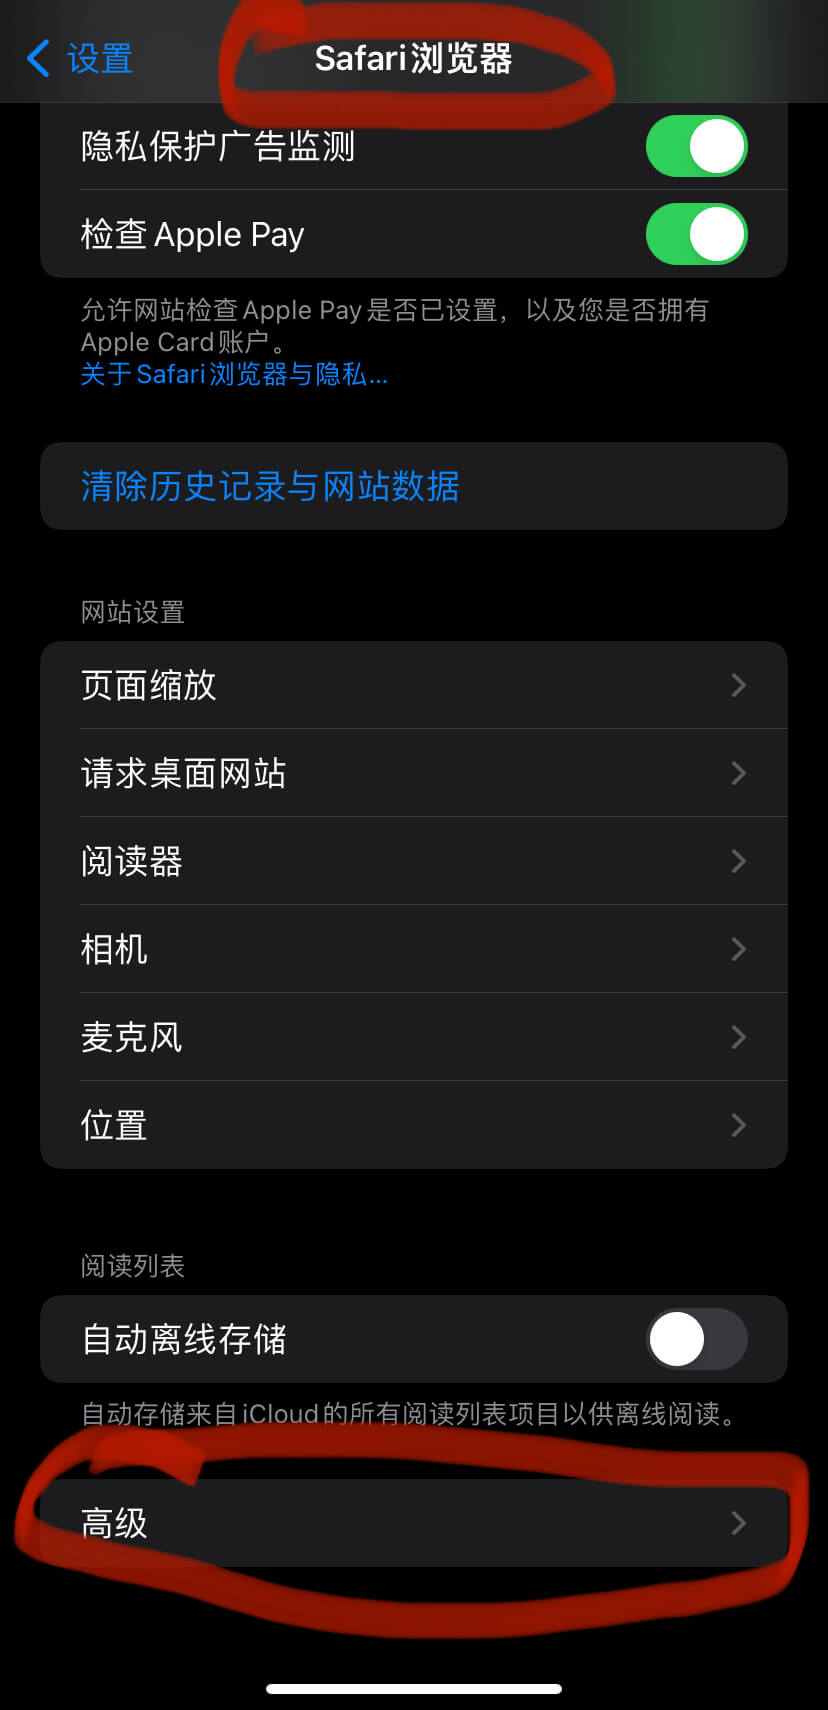 设置
Safari浏览器
隐私保护广告监测
检查Apple Pay
允许网站检查Apple Pay是否已设置，以及您是否拥有
Apple Card账户。
关于Safari浏览器与隐私...
清除历史记录与网站数据
网站设置
页面缩放
请求桌面网站
阅读器
相机
麦克风
位置
阅读列表
自动离线存储
自动存储来自iCloud的所有阅读列表项目以供离线阅读。
高级